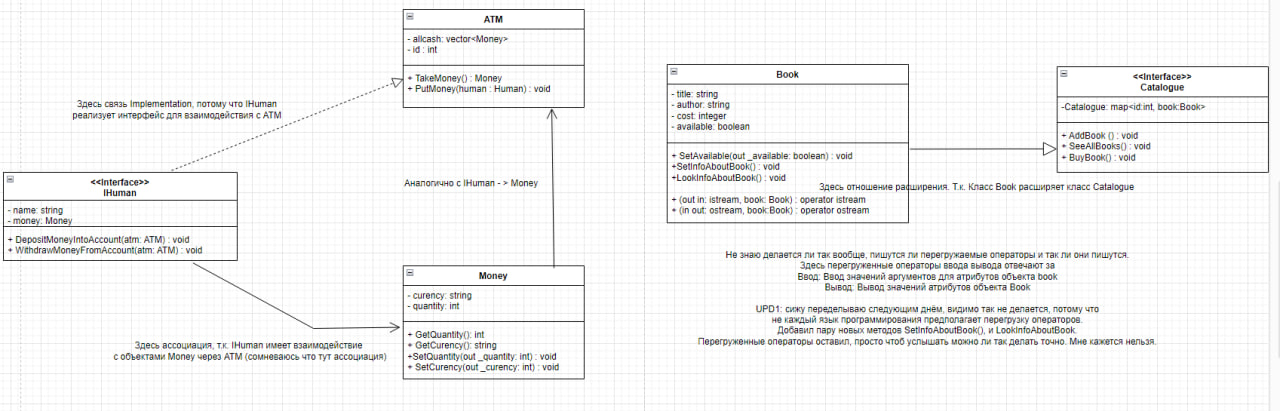 ATM
- allcash: vector<Money>
- id : int
+ TakeMoney() : Money
+ PutMoney(human : Human) : void
Здесь связь Implementation, потому что IHuman
реализует интерфейс для взаимодействия с ATM
<<Interface>>
IHuman
- name: string
- money: Money
+ DepositMoneyIntoAccount(atm: ATM) : void
+ WithdrawMoneyFromAccount(atm: ATM) : void
Аналогично с IHuman - > Money
Money
- curency: string
- quantity: int
+ GetQuantity(): int
+ GetCurency(): string
+SetQuantity(out _quantity: int) : void
+ SetCurency(out _curency: int) : void
Здесь ассоциация, т.к. IHuman имеет взаимодействие
с объектами Money через ATM (сомневаюсь что тут ассоциация)
Book
- title: string
- author: string
- cost: integer
- available: boolean
+ SetAvailable(out _available: boolean) : void
+SetInfoAboutBook() : void
+LookInfoAboutBook() : void
+ (out in: istream, book: Book) : operator istream
+ (in out: ostream, book:Book) : operator ostream
<<Interface>>
Catalogue
-Catalogue: map<id:int, book:Book>
+ AddBook () : void
+ SeeAllBooks() : void
+ BuyBook() : void
Здесь отношение расширения. Т.к. Класс Book расширяет класс Catalogue
Не знаю делается ли так вообще, пишутся ли перегружаемые операторы и так ли они пишутся.
Здесь перегруженные операторы ввода вывода отвечают за
Ввод: Ввод значений аргументов для атрибутов объекта book
Вывод: Вывод значений атрибутов объекта Book
UPD1: сижу переделываю следующим днём, видимо так не делается, потому что
не каждый язык программирования предполагает перегрузку операторов.
Добавил пару новых методов SetInfoAboutBook(), и LookInfoAboutBook.
Перегруженные операторы оставил, просто чтоб услышать можно ли так делать точно. Мне кажется нельзя.